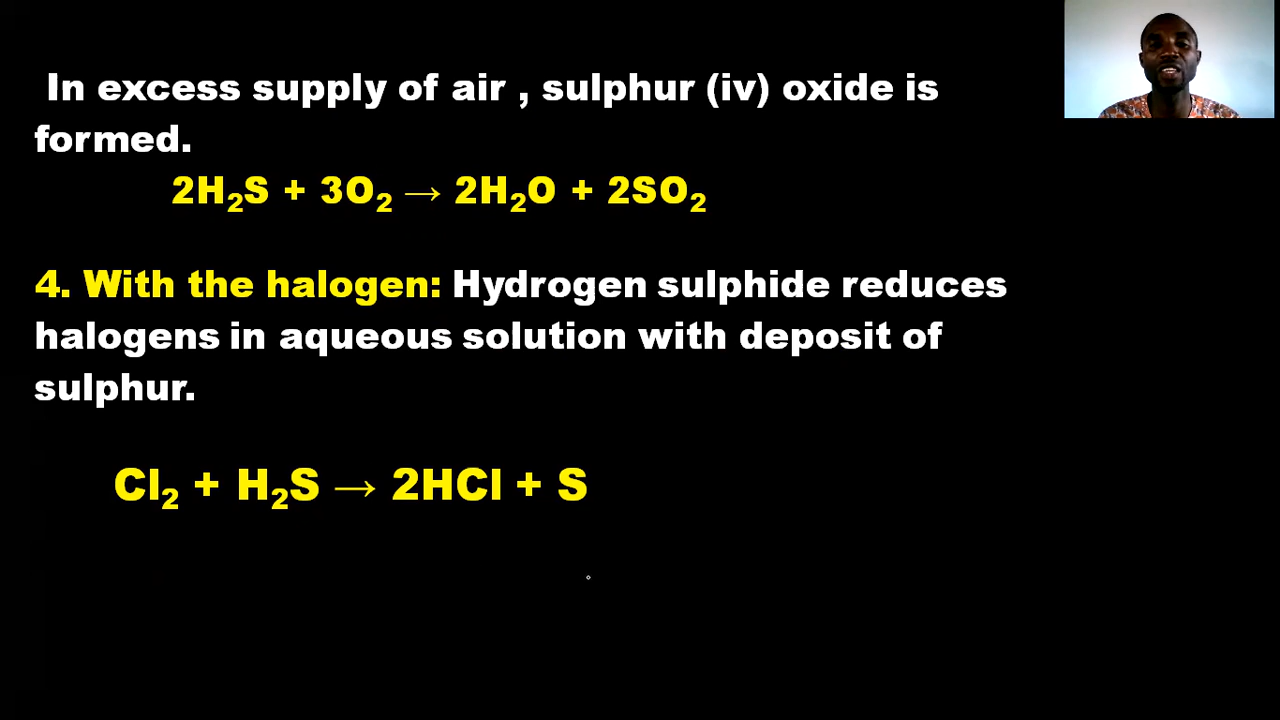 In excess supply of air , sulphur (iv) oxide is
formed.
2H₂S + 3O₂ → 2H₂O + 2SO₂
4. With the halogen: Hydrogen sulphide reduces
halogens in aqueous solution with deposit of
sulphur.
Cl₂ + H₂S → 2HCl + S